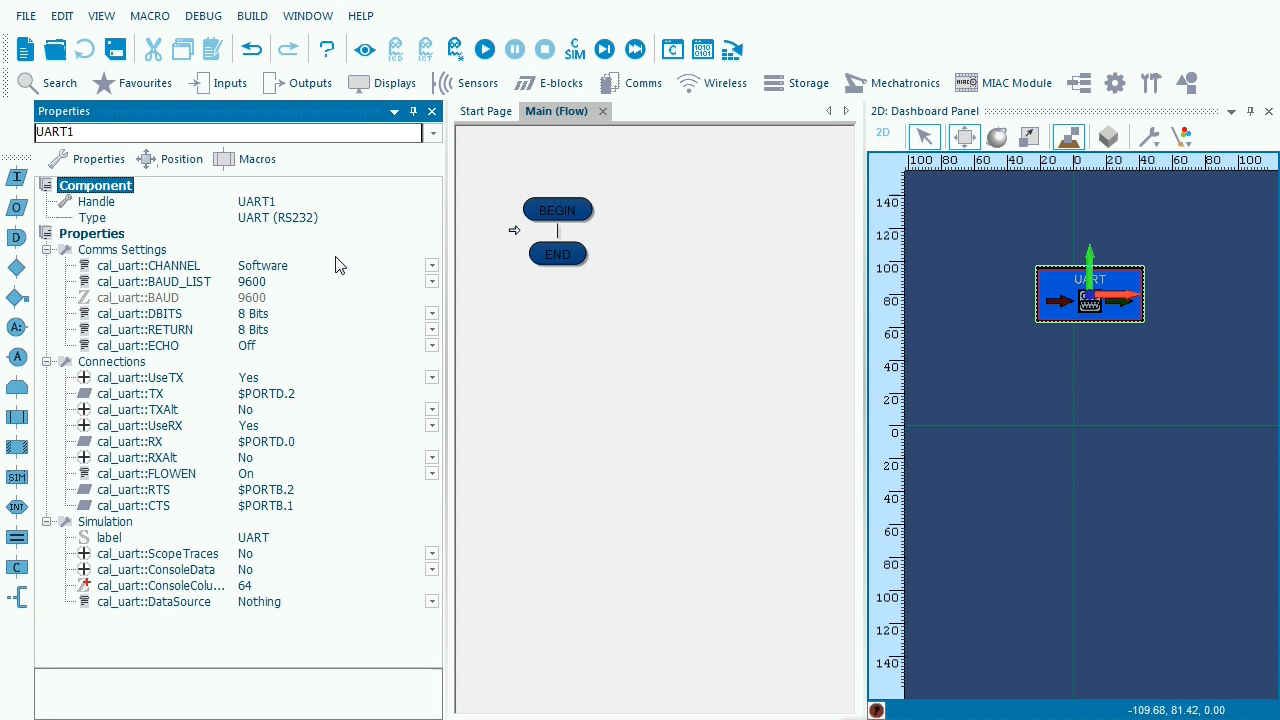 FILE EDIT VIEW MACRO DEBUG BUILD WINDOW HELP
C SIM
Search Favourites Inputs Outputs Displays Sensors E-blocks Comms Wireless Storage Mechatronics MIAC Module
Properties
UART1
Properties Position Macros
Component
Handle UART1
Type UART (RS232)
Properties
Comms Settings
cal_uart::CHANNEL Software
cal_uart::BAUD_LIST 9600
cal_uart::BAUD 9600
cal_uart::DBITS 8 Bits
cal_uart::RETURN 8 Bits
cal_uart::ECHO Off
Connections
cal_uart::UseTX Yes
cal_uart::TX $PORTD.2
cal_uart::TXAlt No
cal_uart::UseRX Yes
cal_uart::RX $PORTD.0
cal_uart::RXAlt No
cal_uart::FLOWEN On
cal_uart::RTS $PORTB.2
cal_uart::CTS $PORTB.1
Simulation
label UART
cal_uart::ScopeTraces No
cal_uart::ConsoleData No
cal_uart::ConsoleColu... 64
cal_uart::DataSource Nothing
Start Page Main (Flow)
BEGIN
END
2D: Dashboard Panel
2D
100 80 60 40 20 0 20 40 60 80 100
140
120
100
80
60
40
20
0
20
40
60
80
100
120
140
UART
-109.68, 81.42, 0.00